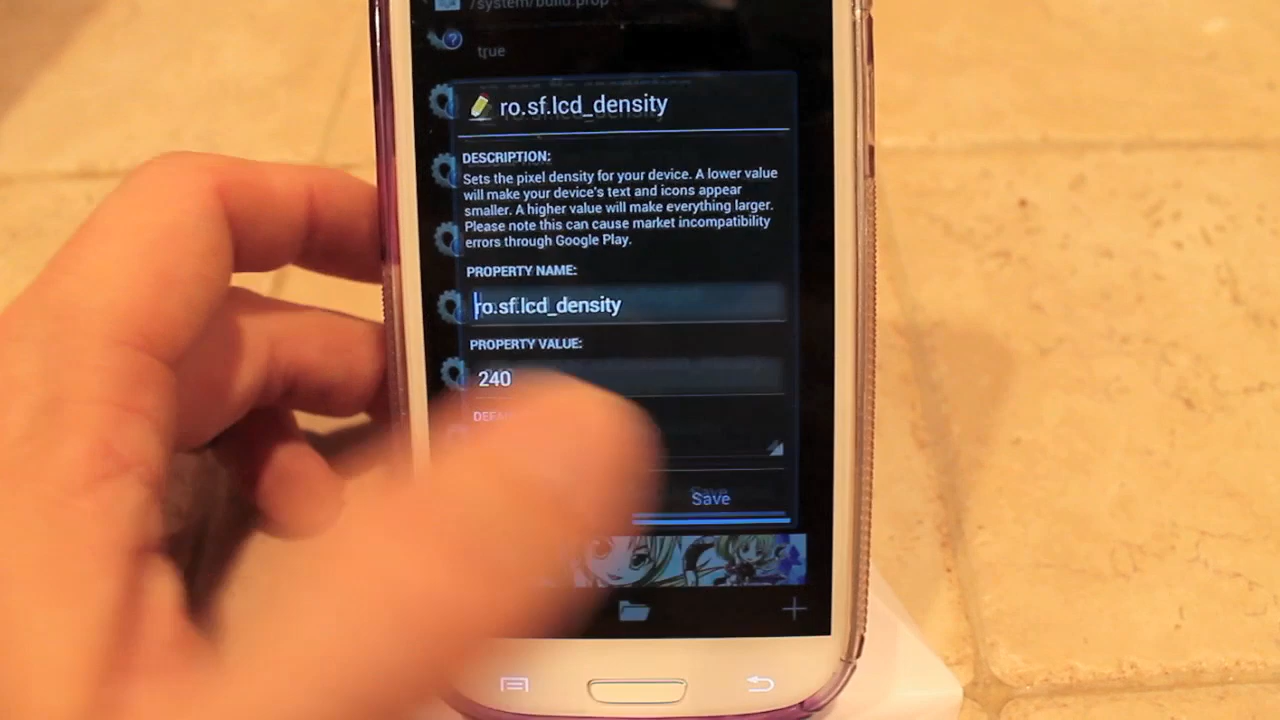 /system/build.prop
true
ro.sf.lcd_density
DESCRIPTION:
Sets the pixel density for your device. A lower value
will make your device's text and icons appear
smaller. A higher value will make everything larger.
Please note this can cause market incompatibility
errors through Google Play.
PROPERTY NAME:
ro.sf.lcd_density
PROPERTY VALUE:
240
Save